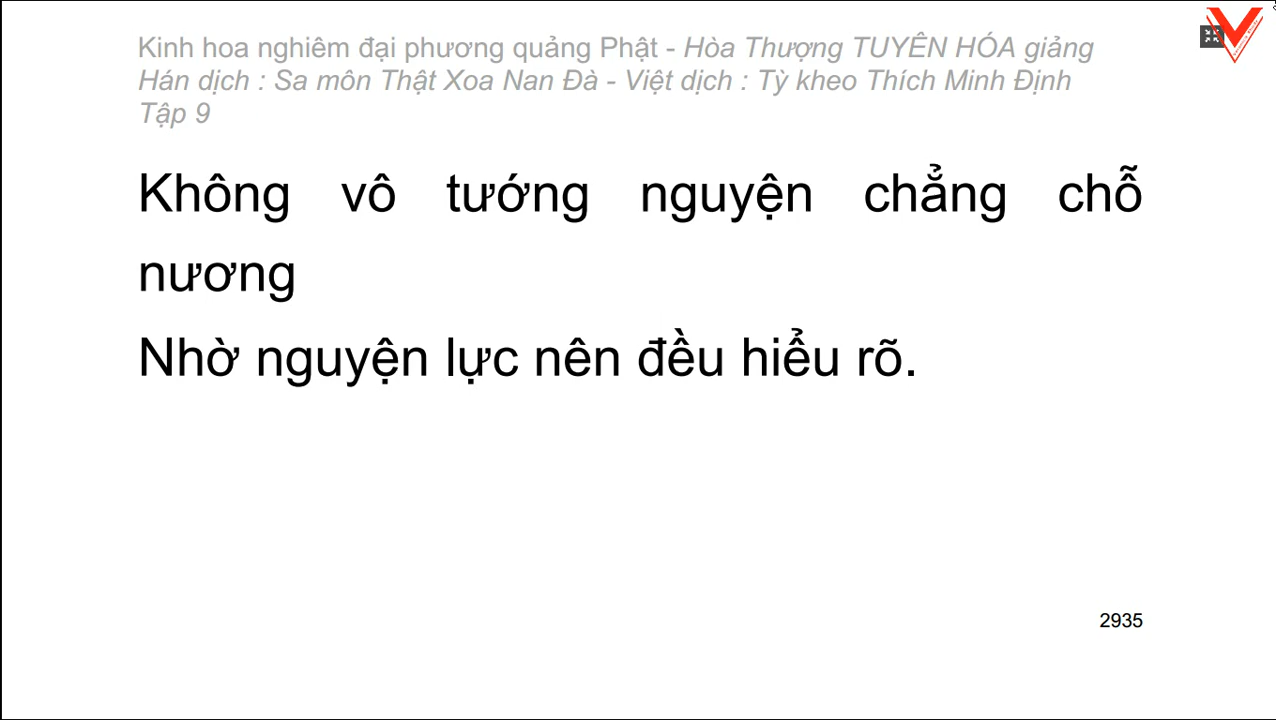 Kinh hoa nghiêm đại phương quảng Phật - Hòa Thượng TUYÊN HÓA giảng
Hán dịch : Sa môn Thật Xoa Nan Đà - Việt dịch : Tỳ kheo Thích Minh Định
Tập 9
Không vô tướng nguyện chẳng chỗ
nương
Nhờ nguyện lực nên đều hiểu rõ.
2935